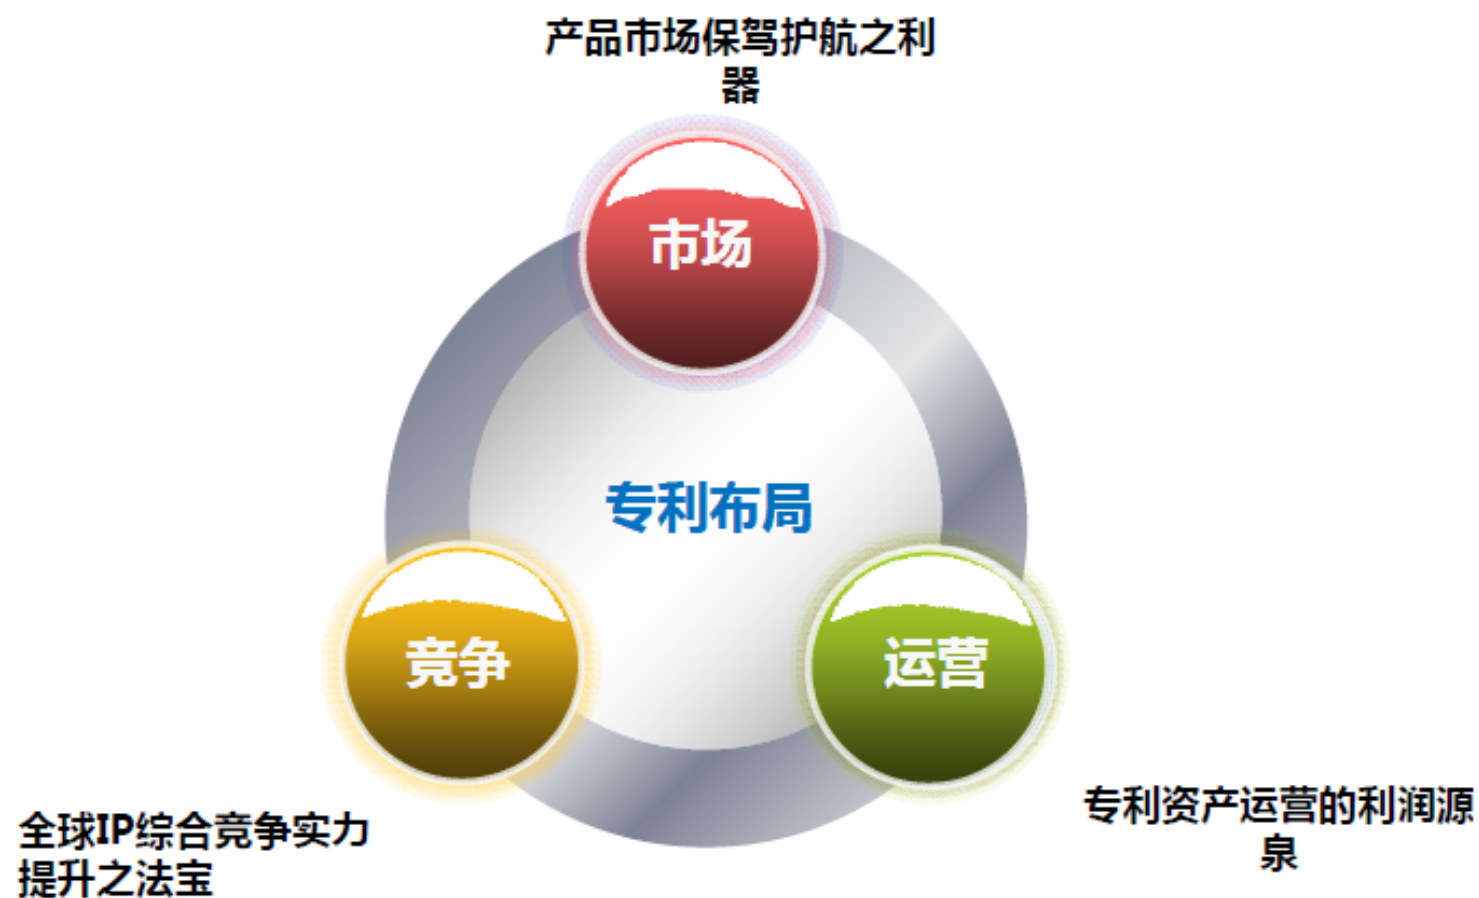 产品市场保驾护航之利
器
市场
专利布局
竞争
运营
全球IP综合竞争实力
提升之法宝
专利资产运营的利润源
泉